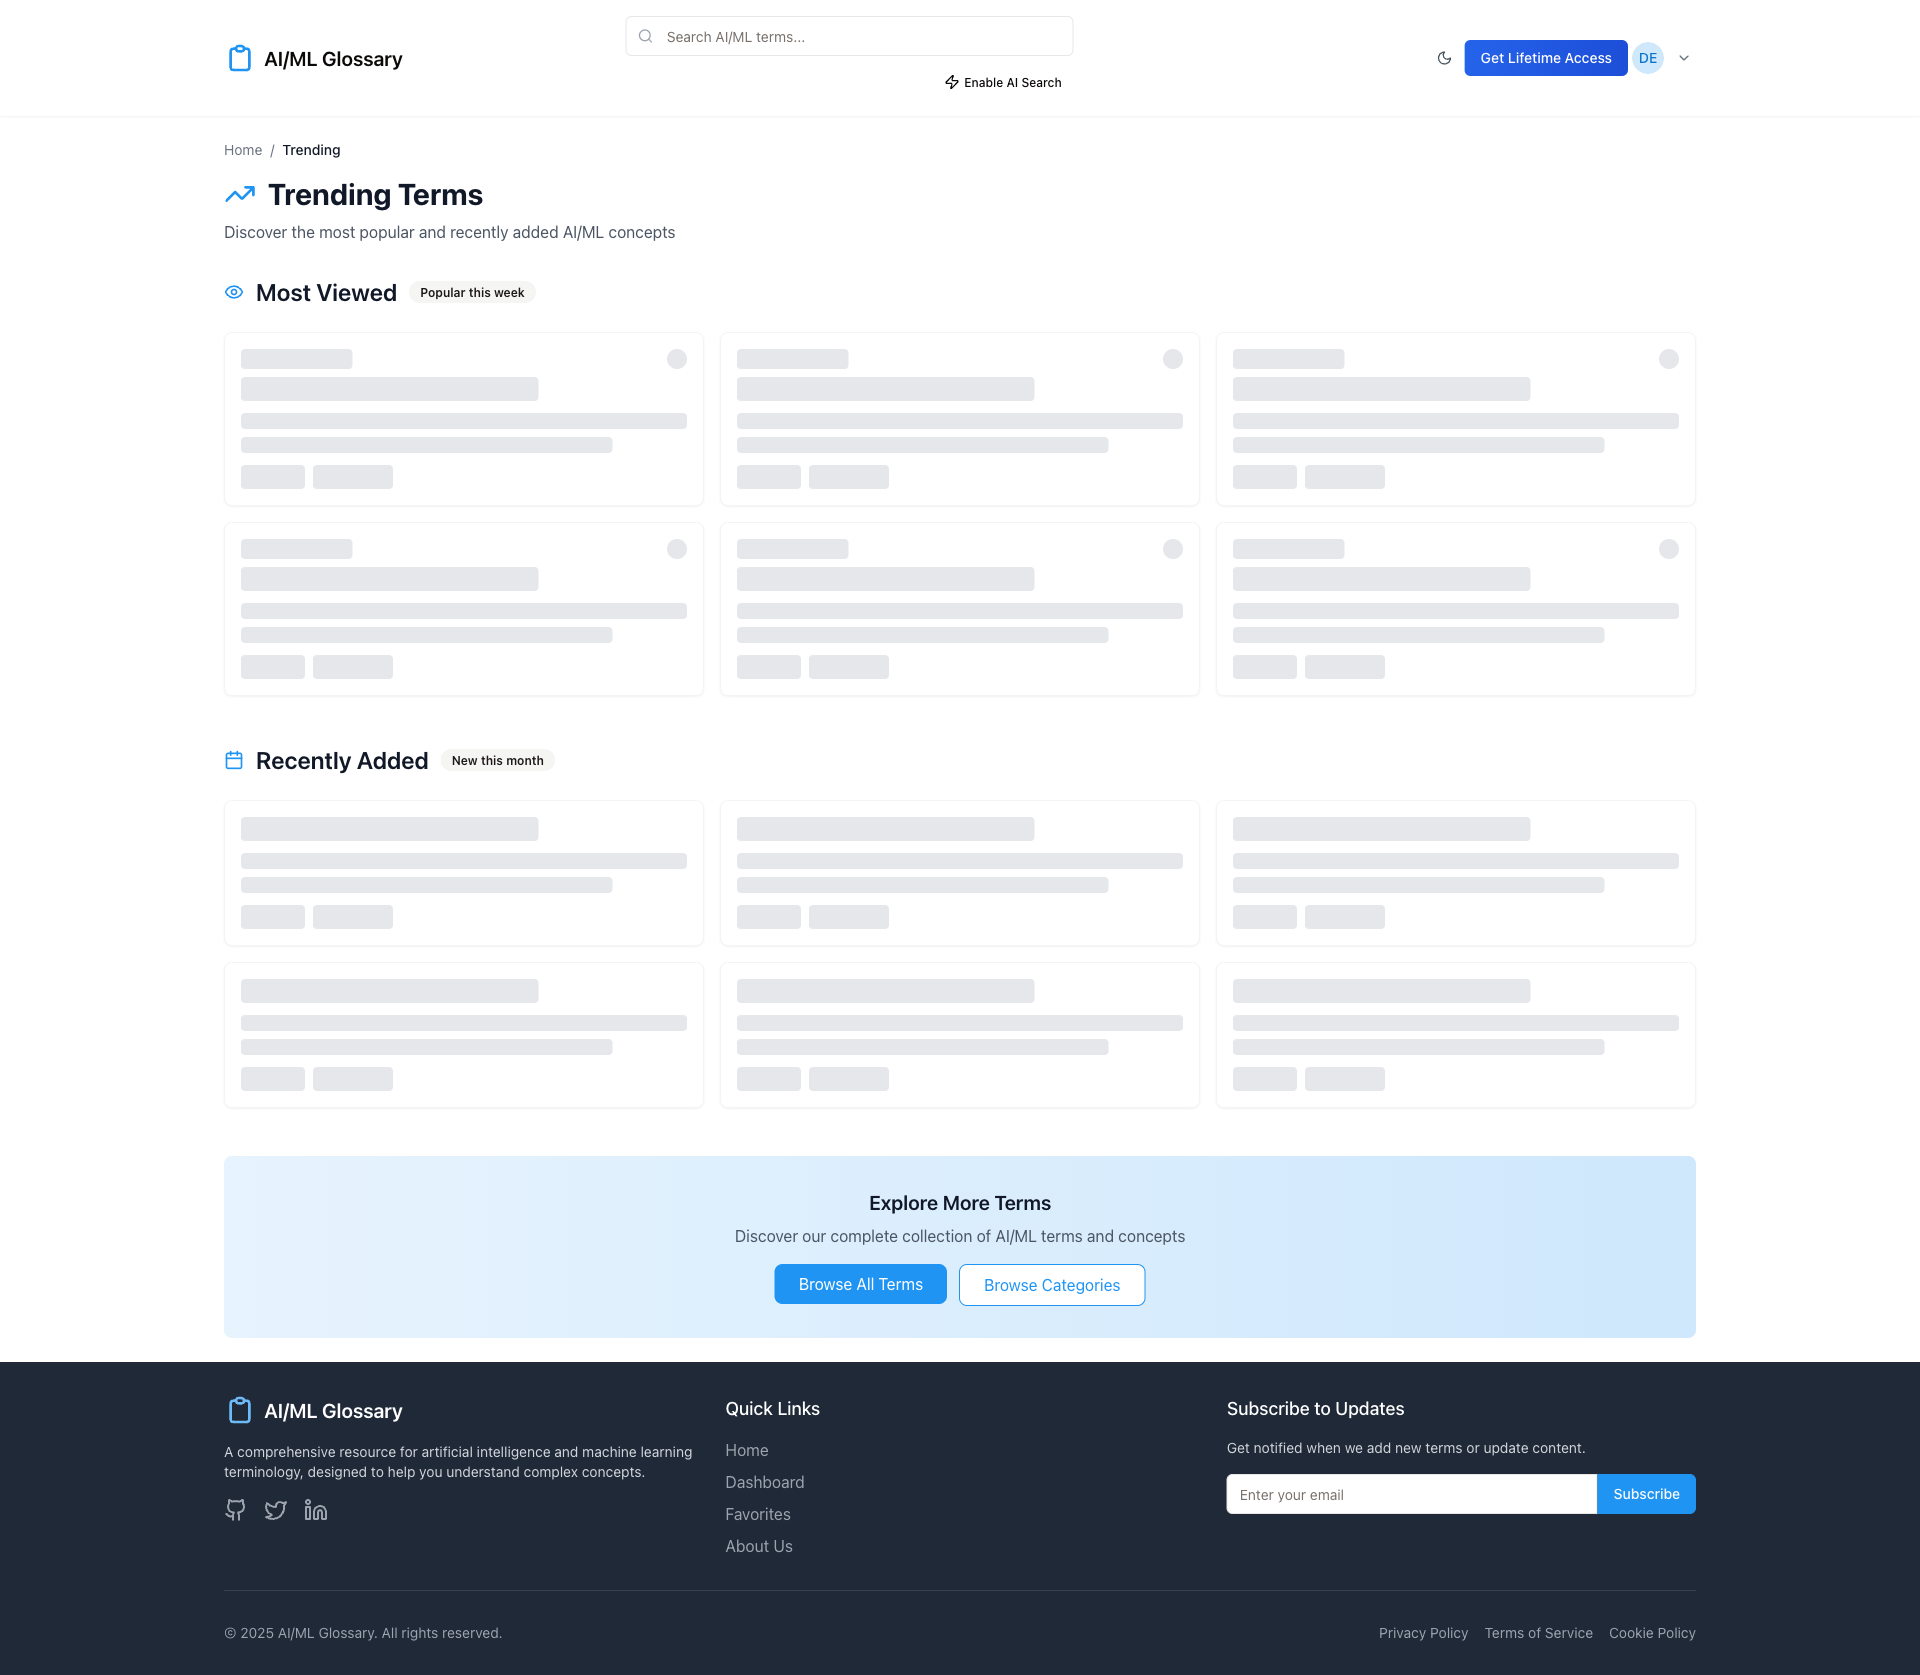 AI/ML Glossary
Search AI/ML terms...
Enable AI Search
Get Lifetime Access
DE
Home / Trending
Trending Terms
Discover the most popular and recently added AI/ML concepts
Most Viewed
Popular this week
Recently Added
New this month
Explore More Terms
Discover our complete collection of AI/ML terms and concepts
Browse All Terms
Browse Categories
AI/ML Glossary
A comprehensive resource for artificial intelligence and machine learning
terminology, designed to help you understand complex concepts.
Quick Links
Home
Dashboard
Favorites
About Us
Subscribe to Updates
Get notified when we add new terms or update content.
Enter your email
Subscribe
© 2025 AI/ML Glossary. All rights reserved.
Privacy Policy
Terms of Service
Cookie Policy